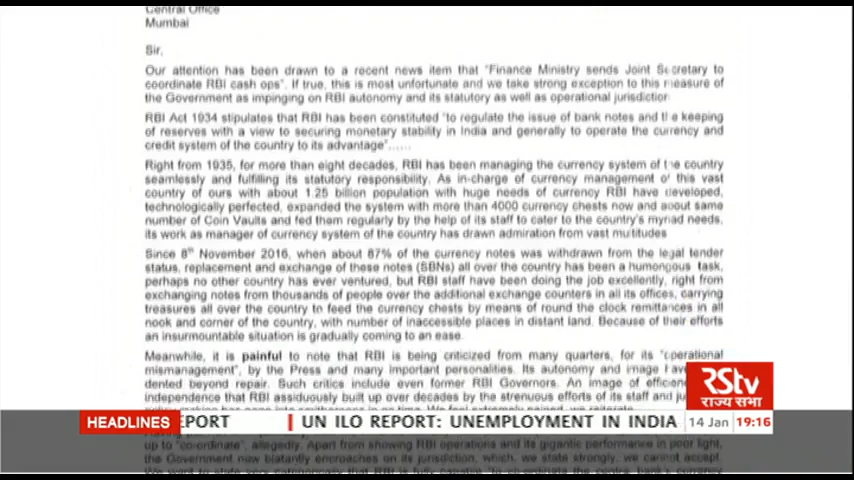 Central Office
Mumbai
Sir,
Our attention has been drawn to a recent news item that "Finance Ministry sends Joint Secretary to
coordinate RBI cash ops". If true, this is most unfortunate and we take strong exception to this measure of
the Government as impinging on RBI autonomy and its statutory as well as operational jurisdiction
RBI Act 1934 stipulates that RBI has been constituted "to regulate the issue of bank notes and the keeping
of reserves with a view to securing monetary stability in India and generally to operate the currency and
credit system of the country to its advantage"......
Right from 1935, for more than eight decades, RBI has been managing the currency system of the country
seamlessly and fulfilling its statutory responsibility. As in-charge of currency management of this vast
country of ours with about 1.25 billion population with huge needs of currency RBI have developed,
technologically perfected, expanded the system with more than 4000 currency chests now and about same
number of Coin Vaults and fed them regularly by the help of its staff to cater to the country's myriad needs,
its work as manager of currency system of the country has drawn admiration from vast multitudes
Since 8th November 2016, when about 87% of the currency notes was withdrawn from the legal tender
status, replacement and exchange of these notes (SBNs) all over the country has been a humongous task,
perhaps no other country has ever ventured, but RBI staff have been doing the job excellently, right from
exchanging notes from thousands of people over the additional exchange counters in all its offices, carrying
treasures all over the country to feed the currency chests by means of round the clock remittances in all
nook and corner of the country, with number of inaccessible places in distant land. Because of their efforts
an insurmountable situation is gradually coming to an ease.
Meanwhile, it is painful to note that RBI is being criticized from many quarters, for its "operational
mismanagement", by the Press and many important personalities. Its autonomy and image have
dented beyond repair. Such critics include even former RBI Governors. An image of
independence that RBI assiduously built up over decades by the strenuous efforts of its staff and
RSTV
राज्य सभा
HEADLINES
EPORT
UN ILO REPORT: UNEMPLOYMENT IN INDIA
14 Jan
19:16
up to "co-ordinate", allegedly. Apart from showing RBI operations and its gigantic performance in poor light,
the Government now blatantly encroaches on its jurisdiction, which, we state strongly, we cannot accept.